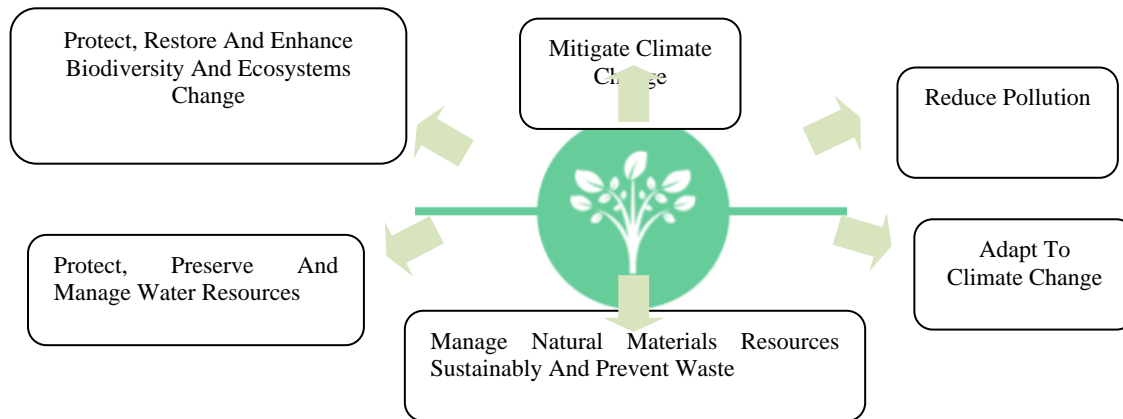 Protect, Restore And Enhance
Biodiversity And Ecosystems
Change
Mitigate Climate
Change
Reduce Pollution
Protect, Preserve And
Manage Water Resources
Adapt To
Climate Change
Manage Natural Materials Resources
Sustainably And Prevent Waste